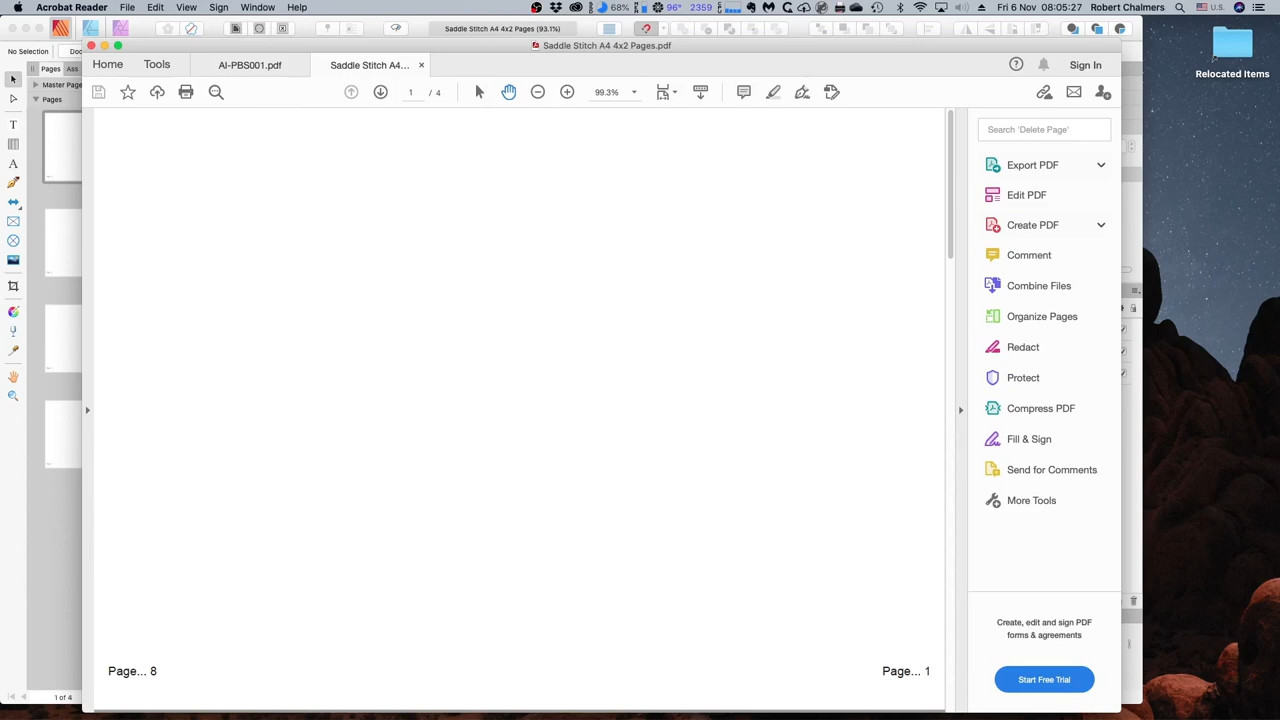 Acrobat Reader File Edit View Sign Window Help 68% 96° 2359 U.S. Fri 6 Nov 08:05:27 Robert Chalmers
Saddle Stitch A4 4x2 Pages (93.1%)
No Selection
Saddle Stitch A4 4x2 Pages.pdf
Home Tools AI-PBS001.pdf Saddle Stitch A4... × Sign In
Pages Ass
Master Page
Pages
1 / 4 99.3%
Relocated Items
Search 'Delete Page'
Export PDF
Edit PDF
Create PDF
Comment
Combine Files
Organize Pages
Redact
Protect
Compress PDF
Fill & Sign
Send for Comments
More Tools
Create, edit and sign PDF
forms & agreements
Start Free Trial
Page... 8 Page... 1
1 of 4